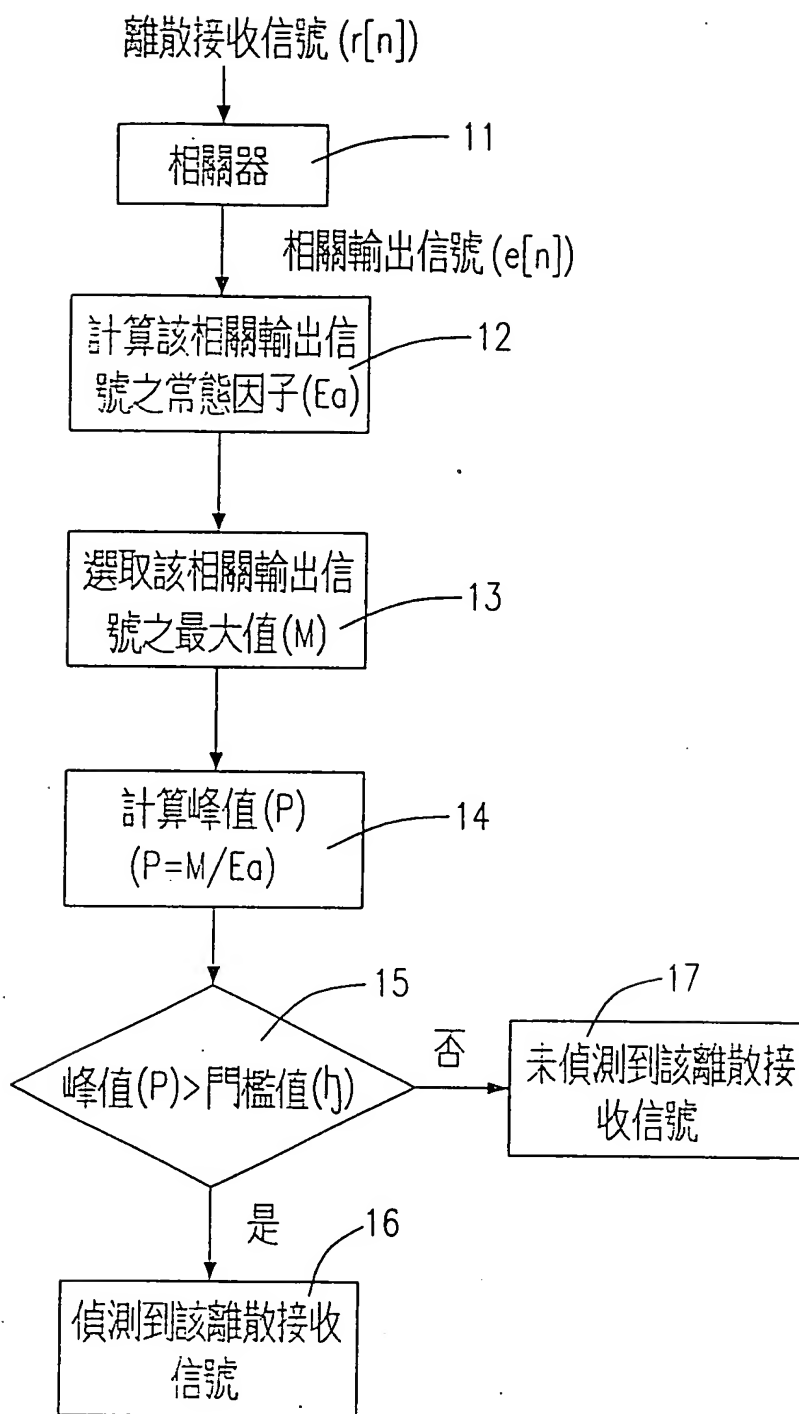 離散接收信號(r[n])
相關器
11
相關輸出信號(e[n])
計算該相關輸出信
號之常態因子(Ea)
12
選取該相關輸出信
號之最大值(M)
13
計算峰值(P)
(P=M/Ea)
14
15
峰值(P)>門檻值(η)
否
17
未偵測到該離散接
收信號
是
16
偵測到該離散接收
信號